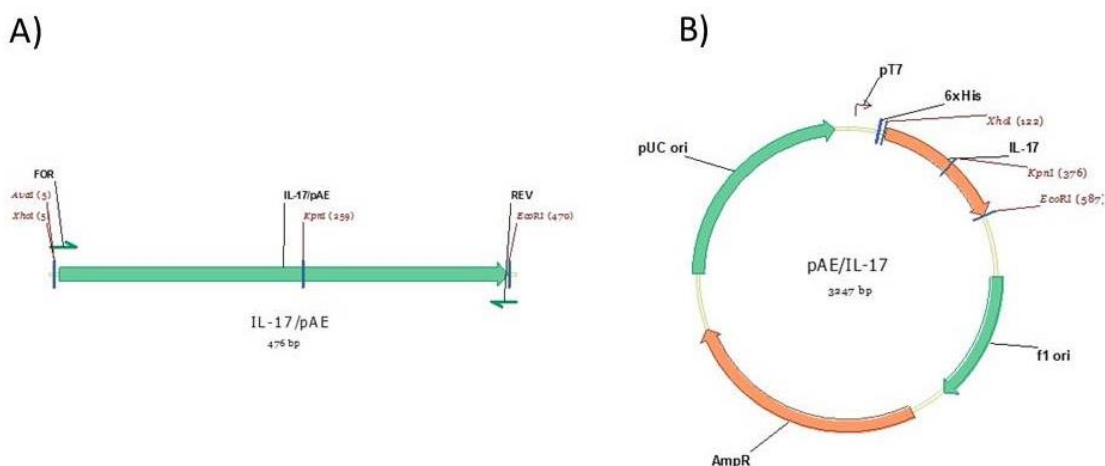 A)
FOR
AvaI (5)
XhoI (5)
IL-17/pAE
KpnI (259)
REV
EcoRI (470)
IL-17/pAE
476 bp
B)
pT7
6xHis
XhoI (122)
IL-17
KpnI (376)
EcoRI (587)
pUC ori
pAE/IL-17
3247 bp
f1 ori
AmpR